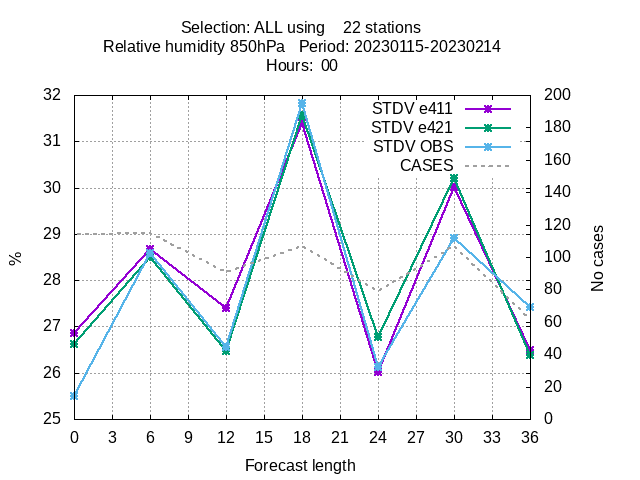 Selection: ALL using    22 stations
Relative humidity 850hPa   Period: 20230115-20230214
Hours:  00
32
31
30
29
28
27
26
25
%
200
180
160
140
120
100
80
60
40
20
0
No cases
STDV e411
STDV e421
STDV OBS
CASES
0 3 6 9 12 15 18 21 24 27 30 33 36
Forecast length